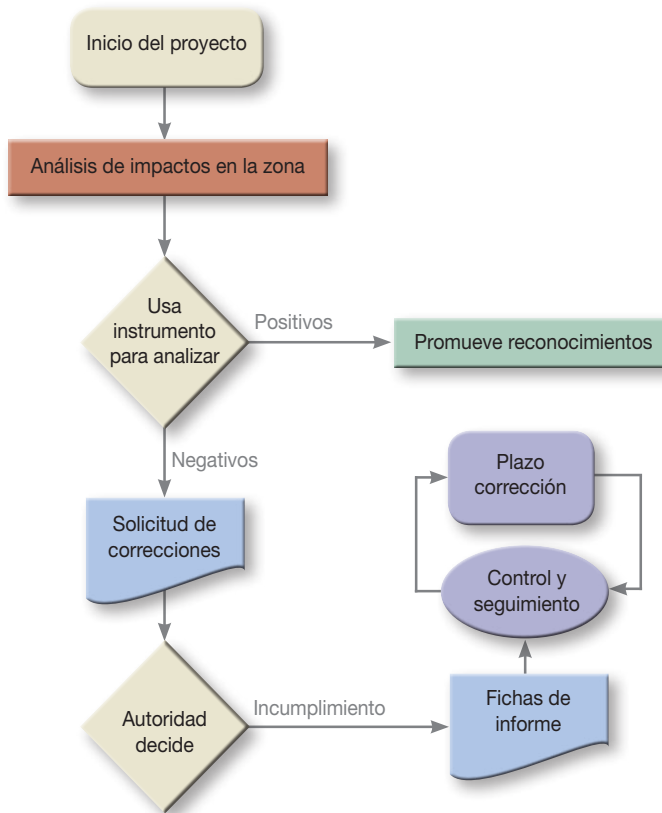 Inicio del proyecto
Análisis de impactos en la zona
Usa
instrumento
para analizar
Positivos
Promueve reconocimientos
Negativos
Solicitud de
correcciones
Plazo
corrección
Control y
seguimiento
Autoridad
decide
Incumplimiento
Fichas de
informe